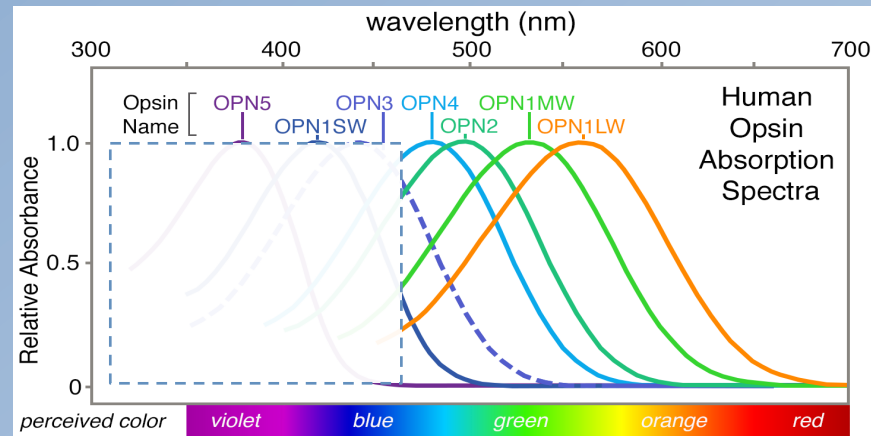 wavelength (nm)
300 400 500 600 700
Opsin Name
OPN5 OPN3 OPN4 OPN1MW
OPN1SW OPN2 OPN1LW
Human
Opsin
Absorption
Spectra
1.0
0.5
0
Relative Absorbance
perceived color violet blue green orange red